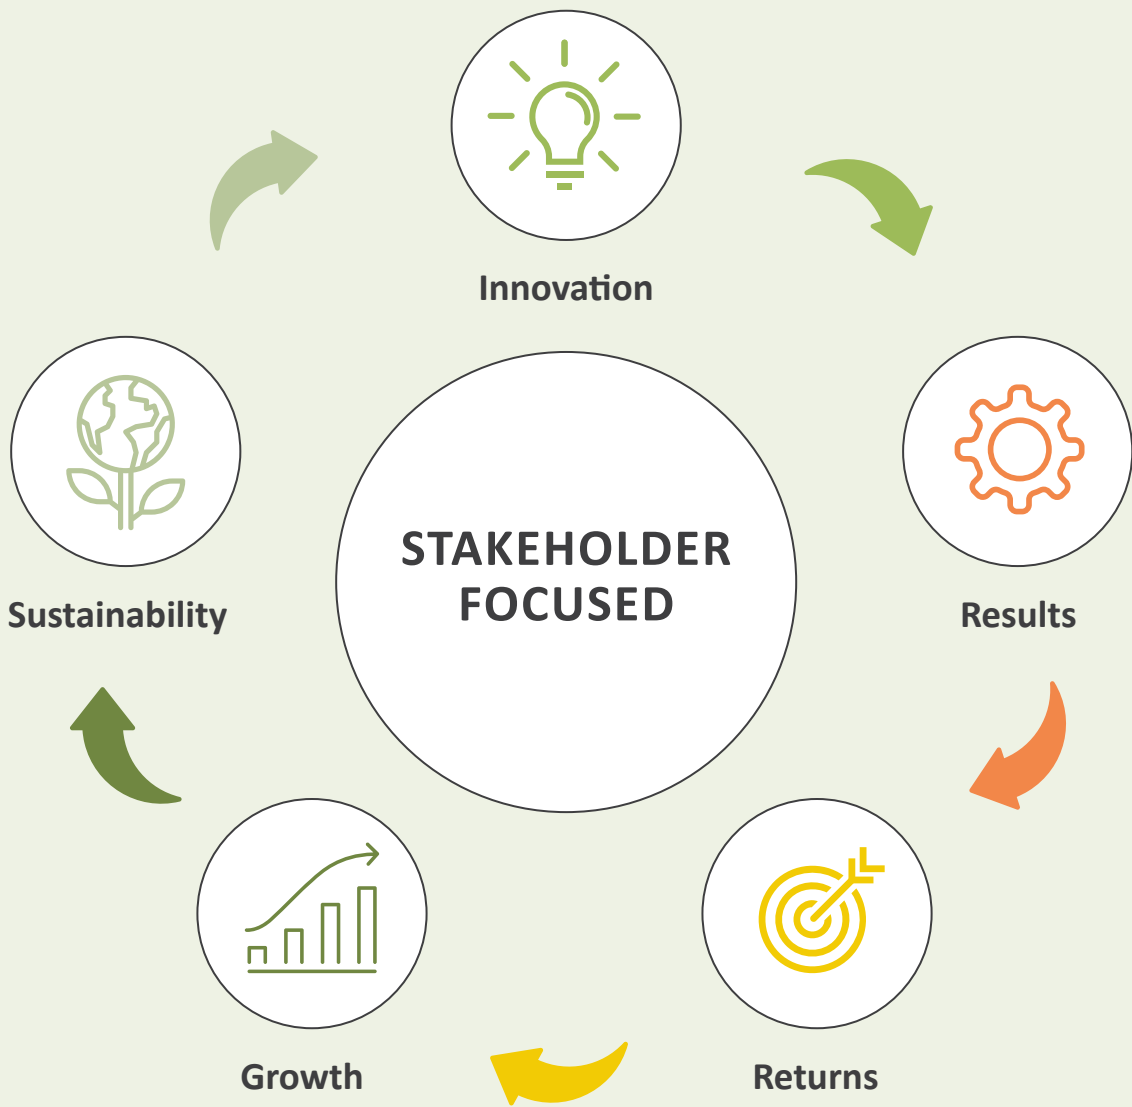 Innovation
STAKEHOLDER
FOCUSED
Sustainability
Results
Growth
Returns